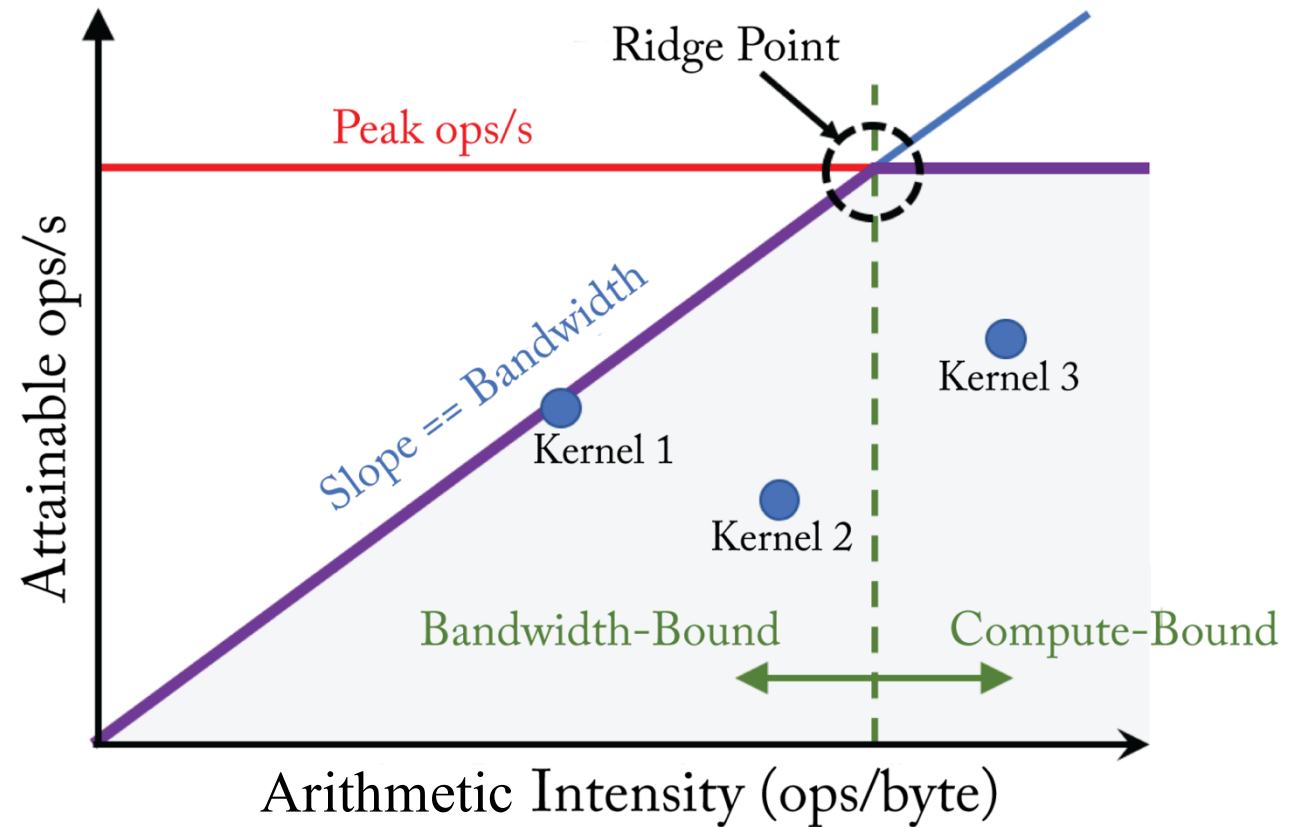 Ridge Point
Peak ops/s
Attainable ops/s
Slope == Bandwidth
Kernel 1
Kernel 2
Kernel 3
Bandwidth-Bound
Compute-Bound
Arithmetic Intensity (ops/byte)